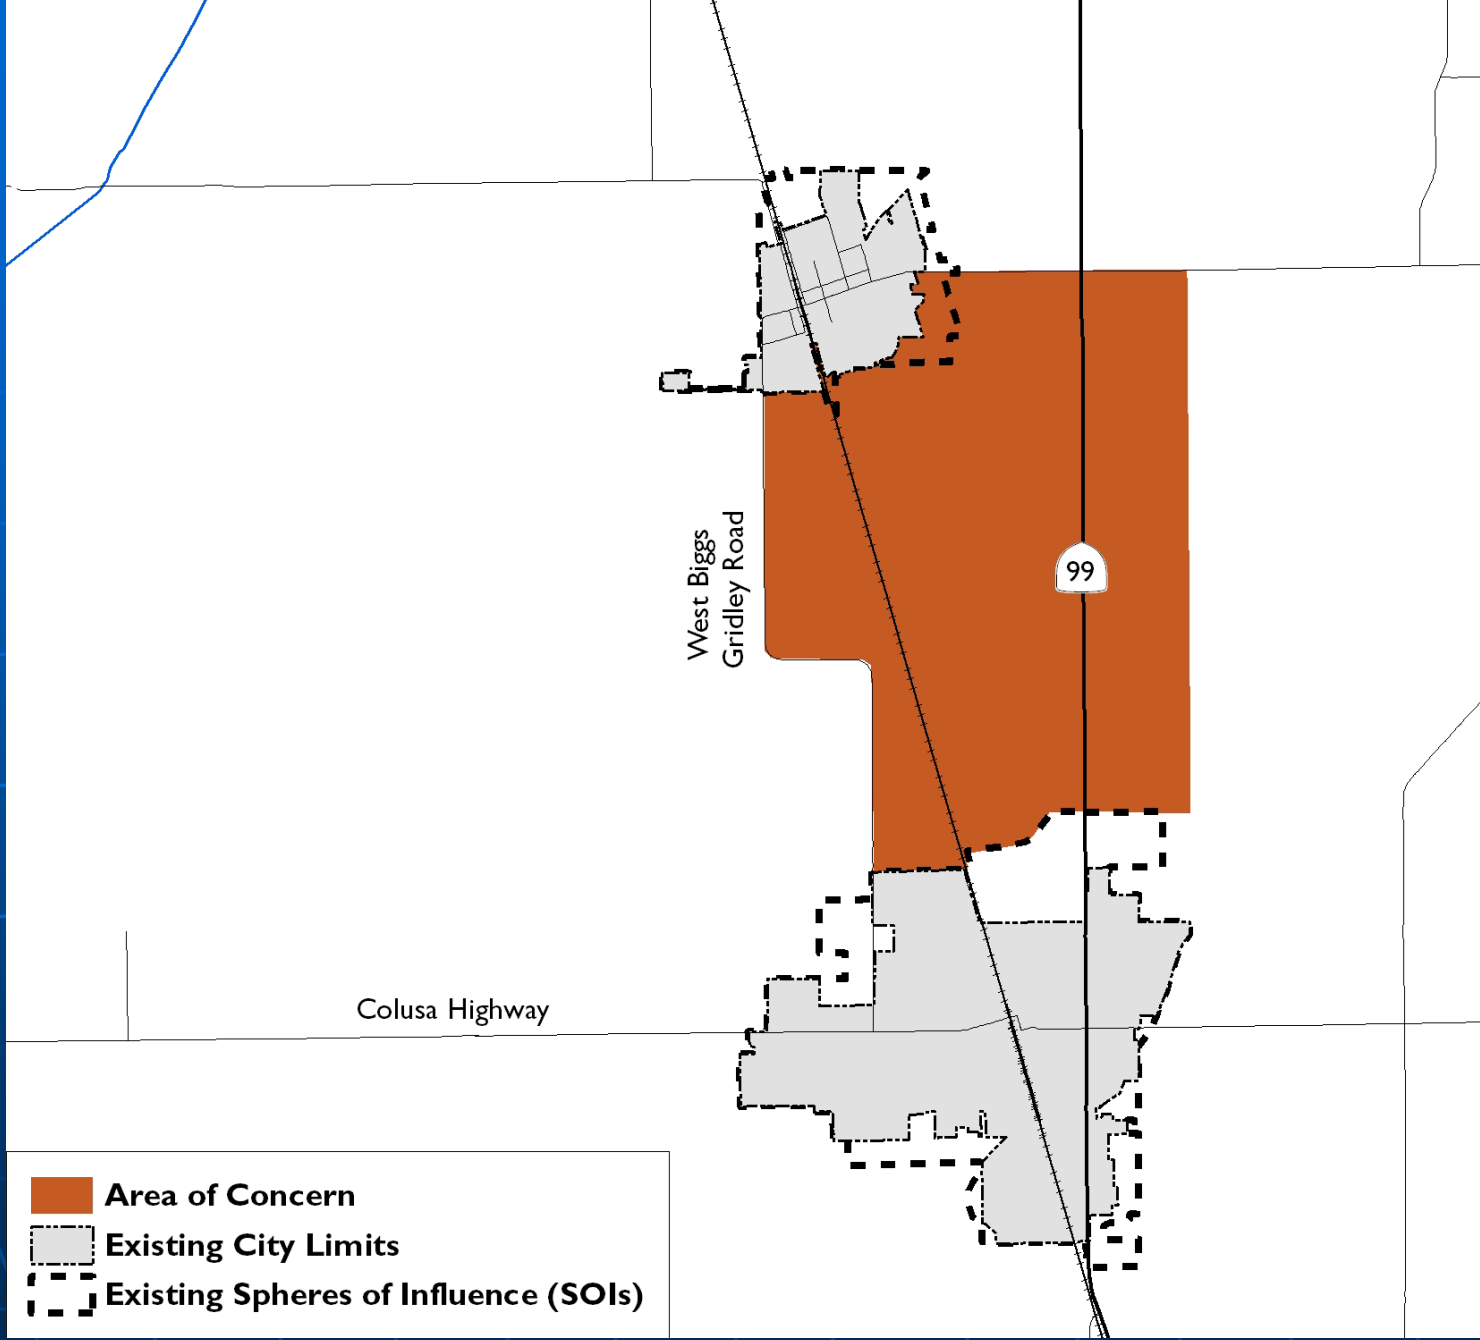 West Biggs
Gridley Road
99
Colusa Highway
Area of Concern
Existing City Limits
Existing Spheres of Influence (SOIs)